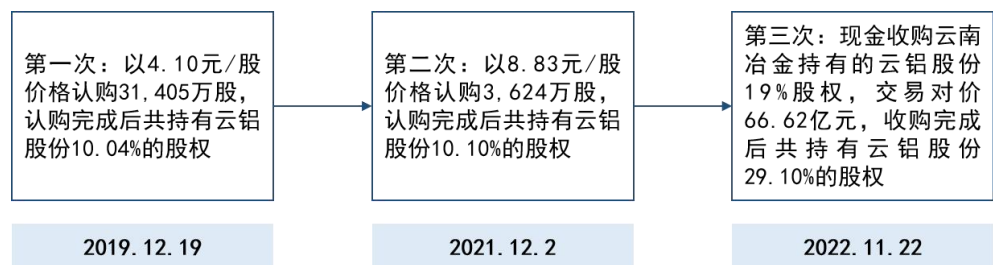 第一次：以4.10元/股
价格认购31,405万股，
认购完成后共持有云铝
股份10.04%的股权
第二次：以8.83元/股
价格认购3,624万股，
认购完成后共持有云铝
股份10.10%的股权
第三次：现金收购云南
冶金持有的云铝股份
19%股权，交易对价
66.62亿元，收购完成
后共持有云铝股份
29.10%的股权
2019.12.19
2021.12.2
2022.11.22